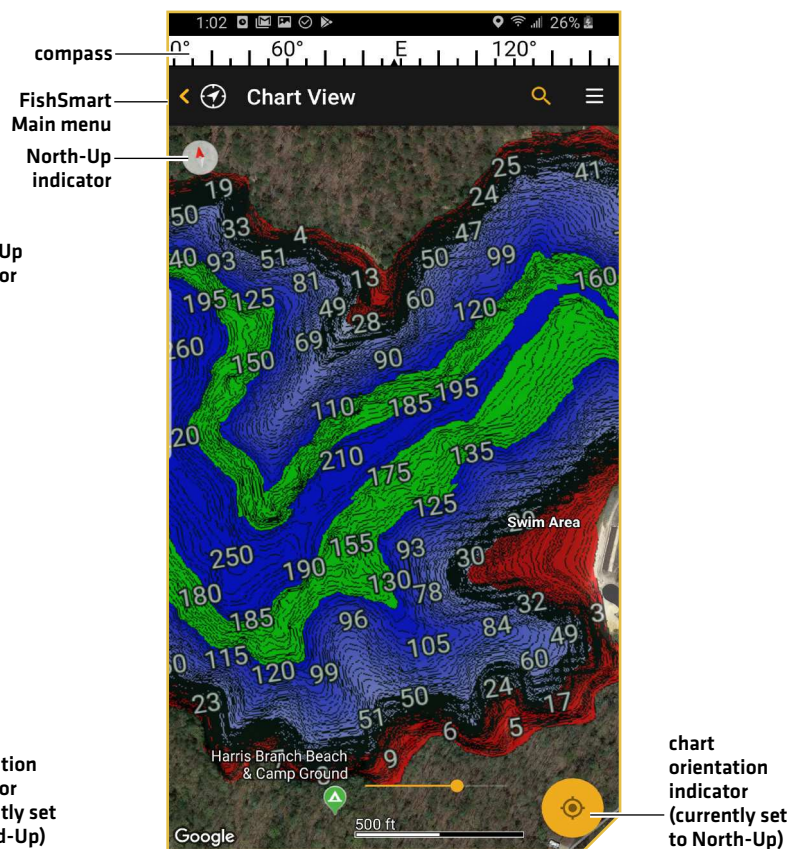 1:02 26%
compass
0° 60° E 120°
FishSmart
Main menu
Chart View
North-Up
indicator
25 41
19 24
50 33 4 47
Up
or
40 93 51 50 99
81 13 160
195 125 49 60 120
28
260 69
150 90
110 185 195
20
210 175 135
125
Swim Area
250 155 93 30
190 130
180 78 32 3
185 96 84
49
115 105 60
120 99
23 50 24 17
51 6 5
9
Harris Branch Beach
& Camp Ground
tion
or
tly set
d-Up)
chart
orientation
indicator
(currently set
to North-Up)
500 ft
Google